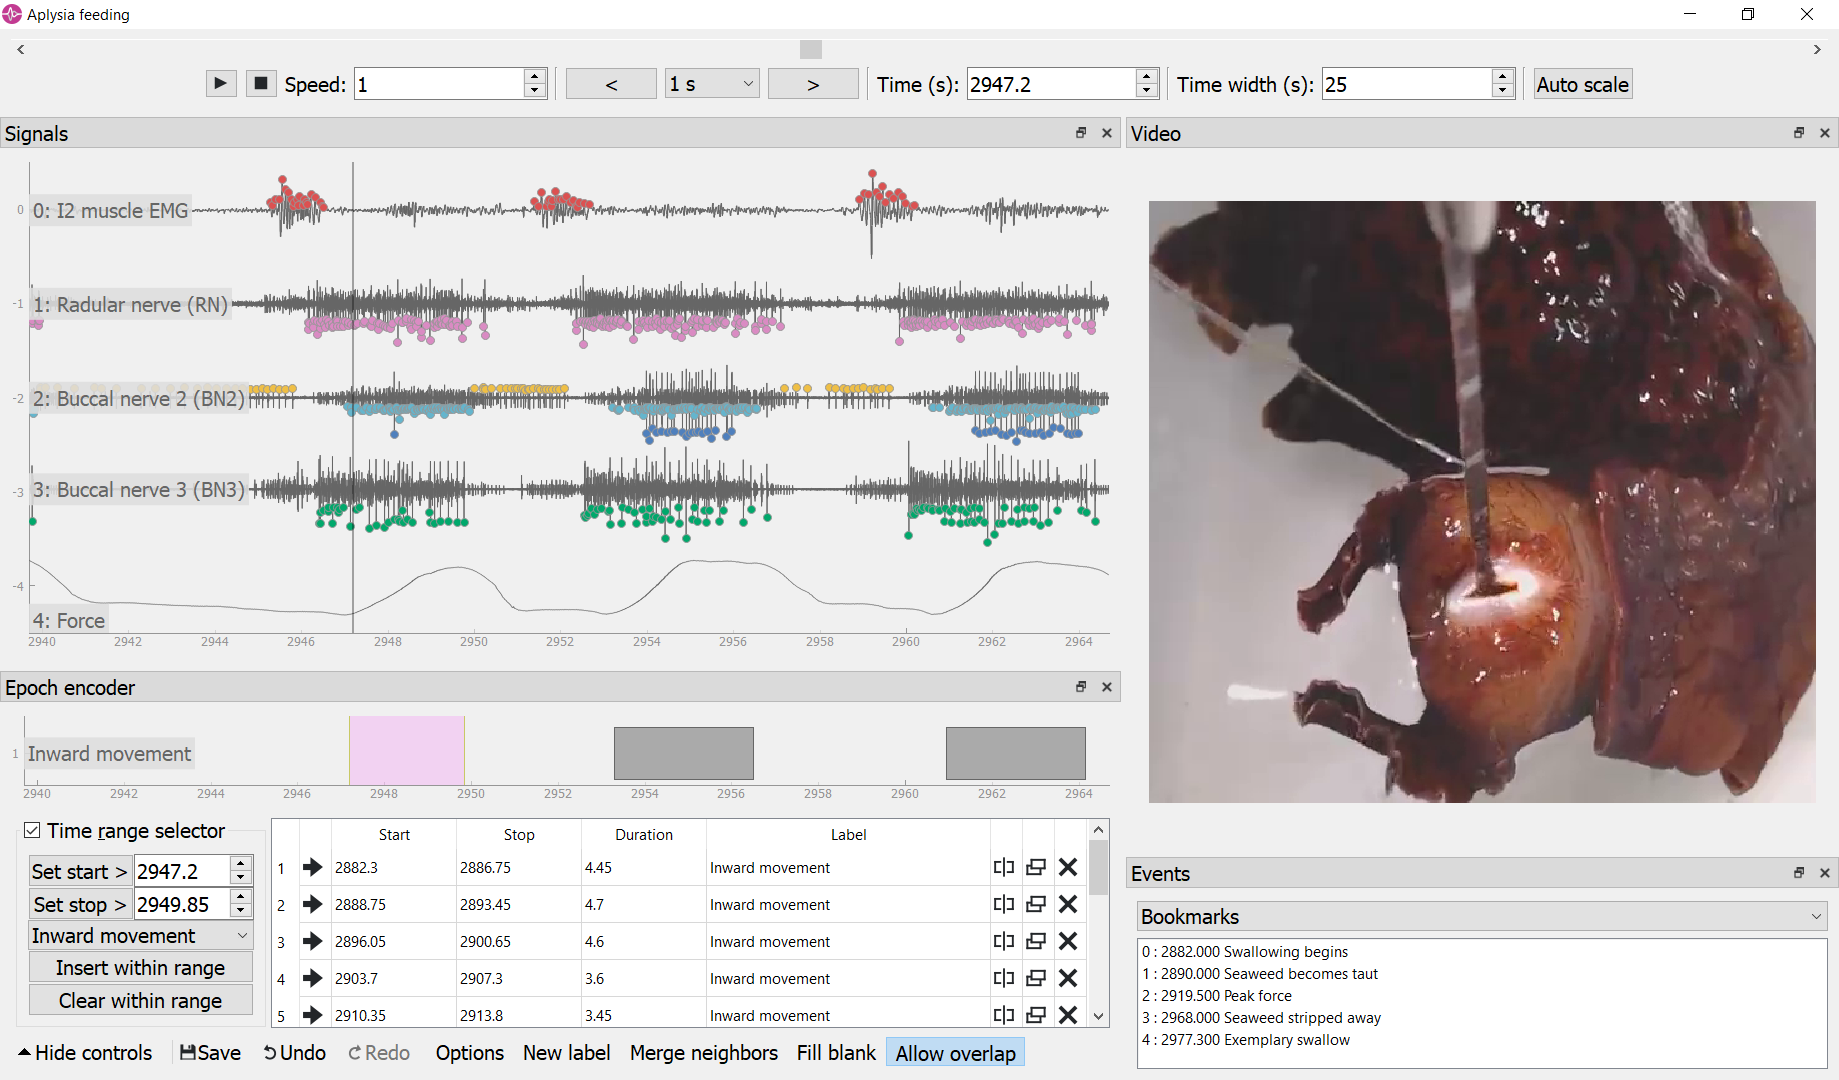 Aplysia feeding
Speed: 1 < 1 s > Time (s): 2947.2 Time width (s): 25 Auto scale
Signals
0 0: I2 muscle EMG
-1 1: Radular nerve (RN)
-2 2: Buccal nerve 2 (BN2)
-3 3: Buccal nerve 3 (BN3)
-4
4: Force
2940 2942 2944 2946 2948 2950 2952 2954 2956 2958 2960 2962 2964
Video
Epoch encoder
1 Inward movement
2940 2942 2944 2946 2948 2950 2952 2954 2956 2958 2960 2962 2964
Time range selector
Set start > 2947.2
Set stop > 2949.85
Inward movement
Insert within range
Clear within range
Start Stop Duration Label
1 2882.3 2886.75 4.45 Inward movement
2 2888.75 2893.45 4.7 Inward movement
3 2896.05 2900.65 4.6 Inward movement
4 2903.7 2907.3 3.6 Inward movement
5 2910.35 2913.8 3.45 Inward movement
Hide controls Save Undo Redo Options New label Merge neighbors Fill blank Allow overlap
Events
Bookmarks
0 : 2882.000 Swallowing begins
1 : 2890.000 Seaweed becomes taut
2 : 2919.500 Peak force
3 : 2968.000 Seaweed stripped away
4 : 2977.300 Exemplary swallow